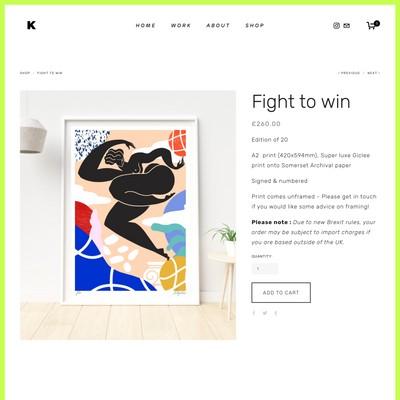 K
HOME WORK ABOUT SHOP
0
SHOP / FIGHT TO WIN
‹ PREVIOUS / NEXT ›
Fight to win
£260.00
Edition of 20
A2 print (420x594mm), Super luxe Giclee
print onto Somerset Archival paper
Signed & numbered
Print comes unframed – Please get in touch
if you would like some advice on framing!
Please note : Due to new Brexit rules, your
order may be subject to import charges if
you are based outside of the UK.
QUANTITY:
1
ADD TO CART